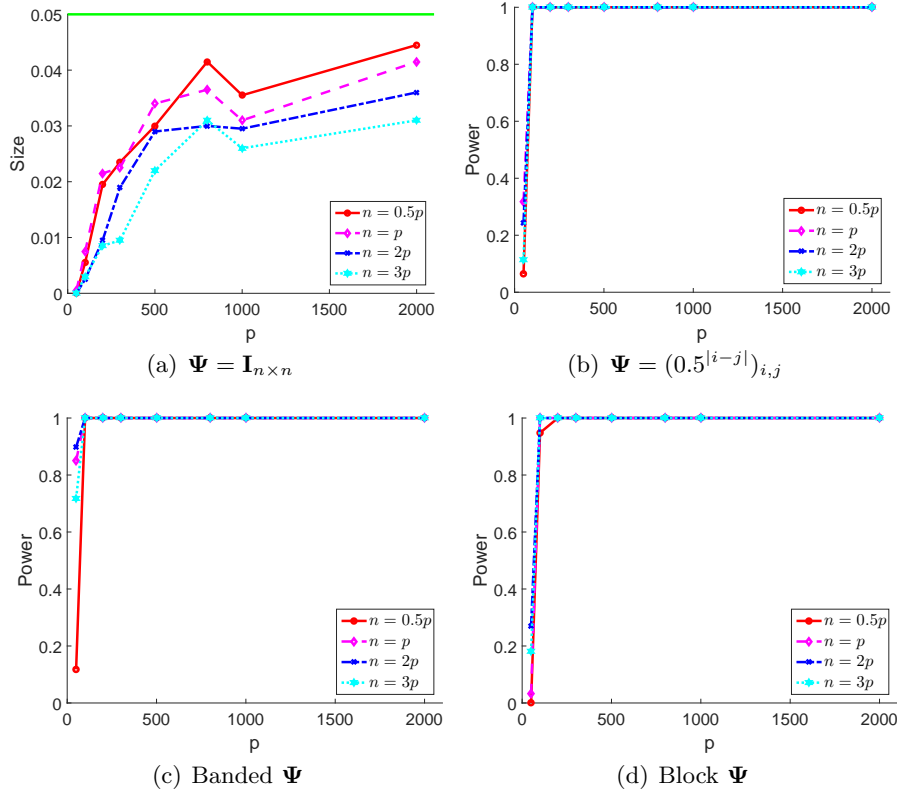 0.05
0.04
0.03
0.02
0.01
0
Size
0 500 1000 1500 2000
p
n = 0.5p
n = p
n = 2p
n = 3p
(a) Ψ = I_{n×n}
1
0.8
0.6
0.4
0.2
0
Power
0 500 1000 1500 2000
p
n = 0.5p
n = p
n = 2p
n = 3p
(b) Ψ = (0.5^{|i−j|})_{i,j}
1
0.8
0.6
0.4
0.2
0
Power
0 500 1000 1500 2000
p
n = 0.5p
n = p
n = 2p
n = 3p
(c) Banded Ψ
1
0.8
0.6
0.4
0.2
0
Power
0 500 1000 1500 2000
p
n = 0.5p
n = p
n = 2p
n = 3p
(d) Block Ψ